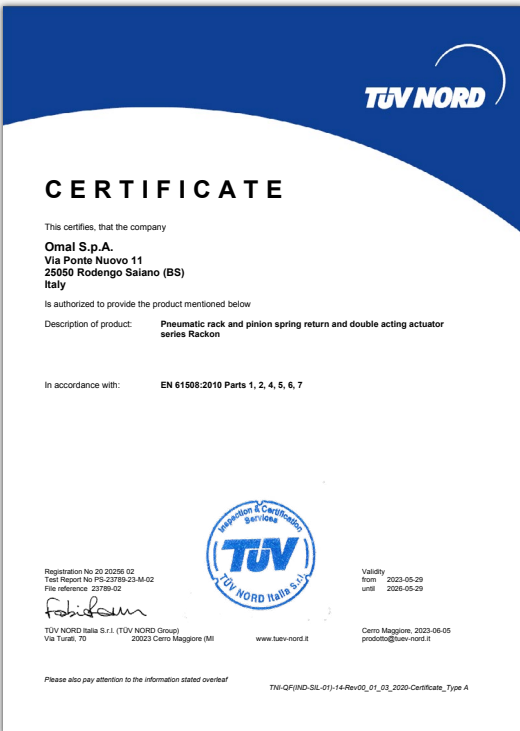 TÜV NORD
CERTIFICATE
This certifies, that the company
Omal S.p.A.
Via Ponte Nuovo 11
25050 Rodengo Saiano (BS)
Italy
Is authorized to provide the product mentioned below
Description of product: Pneumatic rack and pinion spring return and double acting actuator
series Rackon
In accordance with: EN 61508:2010 Parts 1, 2, 4, 5, 6, 7
Inspection & Certification
Services
TÜV
TÜV NORD Italia S.r.l.
Registration No 20 20256 02
Test Report No PS-23789-23-M-02
File reference 23789-02
Validity
from 2023-05-29
until 2026-05-29
TÜV NORD Italia S.r.l. (TÜV NORD Group)
Via Turati, 70 20023 Cerro Maggiore (MI
www.tuev-nord.it
Cerro Maggiore, 2023-06-05
prodotto@tuev-nord.it
Please also pay attention to the information stated overleaf
TNI-QF(IND-SIL-01)-14-Rev00_01_03_2020-Certificate_Type A